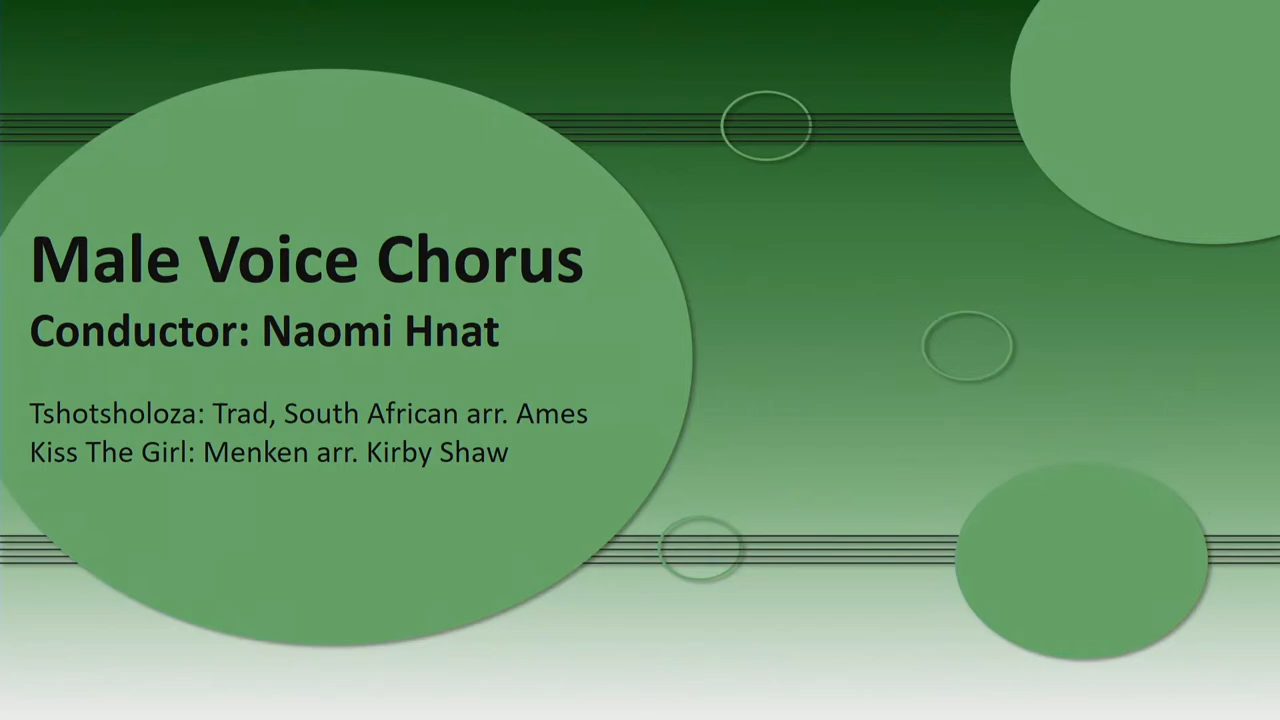 Male Voice Chorus
Conductor: Naomi Hnat
Tshotsholoza: Trad, South African arr. Ames
Kiss The Girl: Menken arr. Kirby Shaw